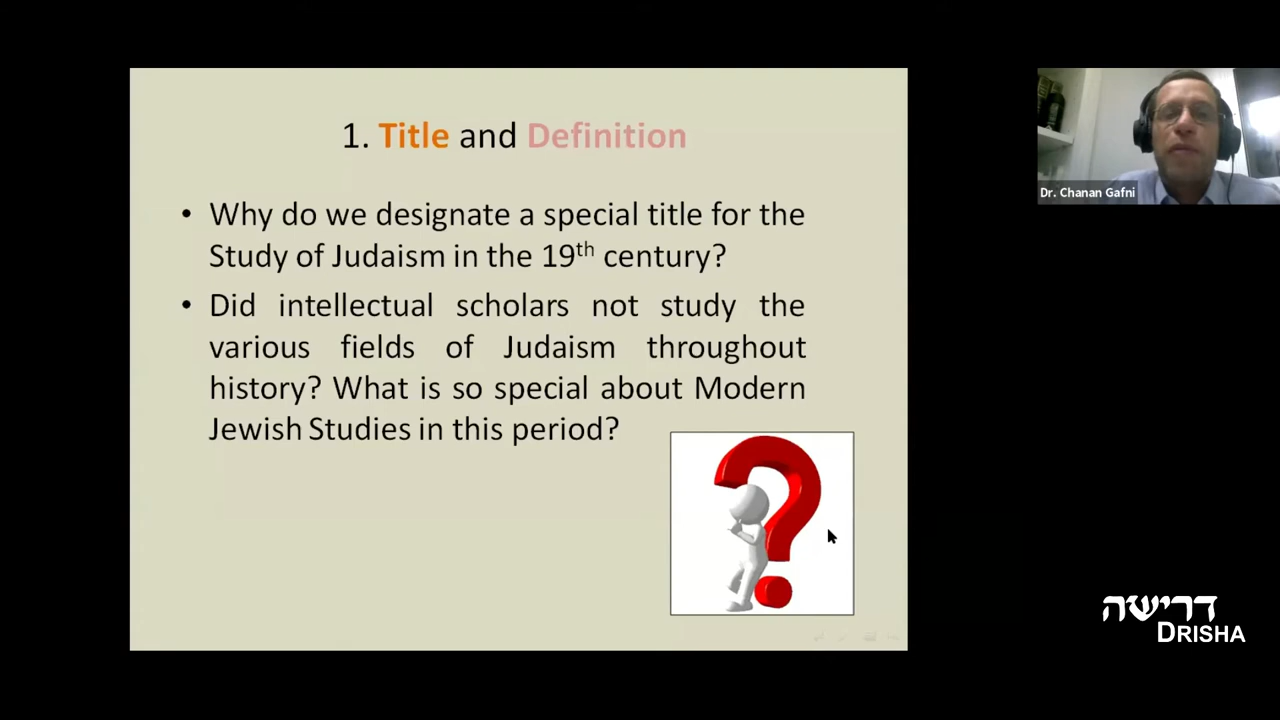 1. Title and Definition
• Why do we designate a special title for the
Study of Judaism in the 19th century?
• Did intellectual scholars not study the
various fields of Judaism throughout
history? What is so special about Modern
Jewish Studies in this period?
Dr. Chanan Gafni
דרישה
DRISHA